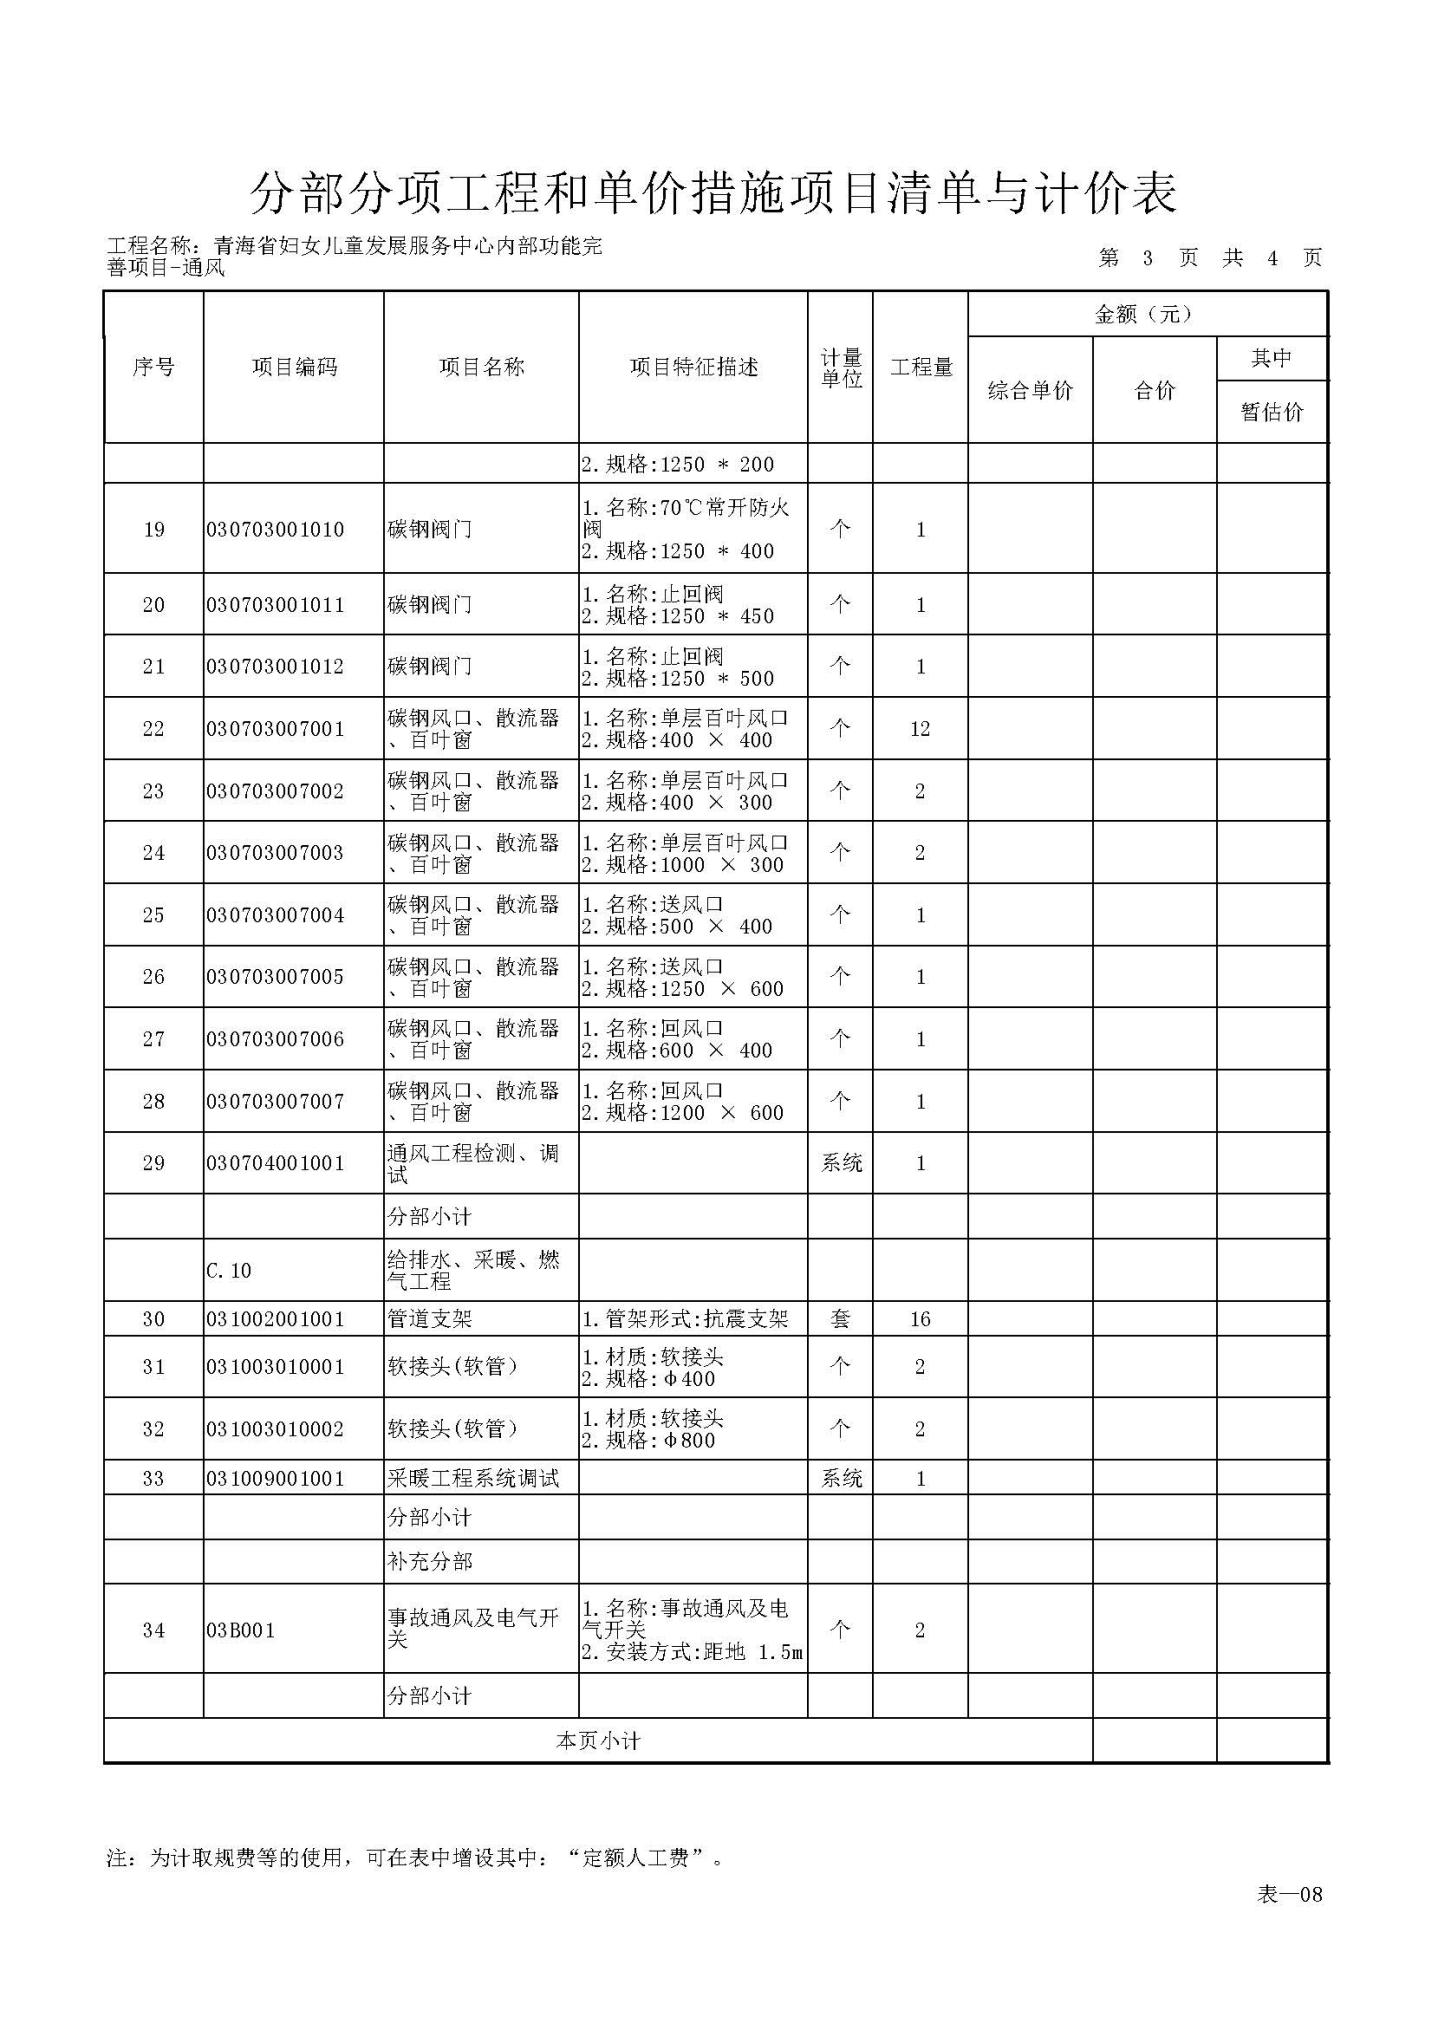 分部分项工程和单价措施项目清单与计价表
工程名称：青海省妇女儿童发展服务中心内部功能完
善项目-通风
第 3 页 共 4 页
序号 项目编码 项目名称 项目特征描述 计量 单位 工程量 金额（元）
综合单价 合价 其中
暂估价
2.规格:1250 * 200
19 030703001010 碳钢阀门 1.名称:70℃常开防火
阀
2.规格:1250 * 400 个 1
20 030703001011 碳钢阀门 1.名称:止回阀
2.规格:1250 * 450 个 1
21 030703001012 碳钢阀门 1.名称:止回阀
2.规格:1250 * 500 个 1
22 030703007001 碳钢风口、散流器
、百叶窗 1.名称:单层百叶风口
2.规格:400 × 400 个 12
23 030703007002 碳钢风口、散流器
、百叶窗 1.名称:单层百叶风口
2.规格:400 × 300 个 2
24 030703007003 碳钢风口、散流器
、百叶窗 1.名称:单层百叶风口
2.规格:1000 × 300 个 2
25 030703007004 碳钢风口、散流器
、百叶窗 1.名称:送风口
2.规格:500 × 400 个 1
26 030703007005 碳钢风口、散流器
、百叶窗 1.名称:送风口
2.规格:1250 × 600 个 1
27 030703007006 碳钢风口、散流器
、百叶窗 1.名称:回风口
2.规格:600 × 400 个 1
28 030703007007 碳钢风口、散流器
、百叶窗 1.名称:回风口
2.规格:1200 × 600 个 1
29 030704001001 通风工程检测、调
试 系统 1
分部小计
C.10 给排水、采暖、燃
气工程
30 031002001001 管道支架 1.管架形式:抗震支架 套 16
31 031003010001 软接头(软管） 1.材质:软接头
2.规格:φ400 个 2
32 031003010002 软接头(软管） 1.材质:软接头
2.规格:φ800 个 2
33 031009001001 采暖工程系统调试 系统 1
分部小计
补充分部
34 03B001 事故通风及电气开
关 1.名称:事故通风及电
气开关
2.安装方式:距地 1.5m 个 2
分部小计
本页小计
注：为计取规费等的使用，可在表中增设其中：“定额人工费”。
表—08